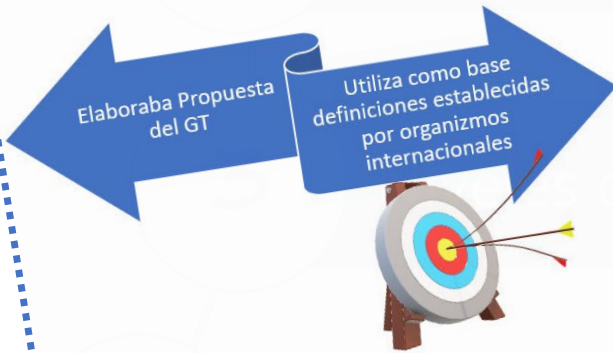 Elaboraba Propuesta
del GT
Utiliza como base
definiciones establecidas
por organizmos
internacionales